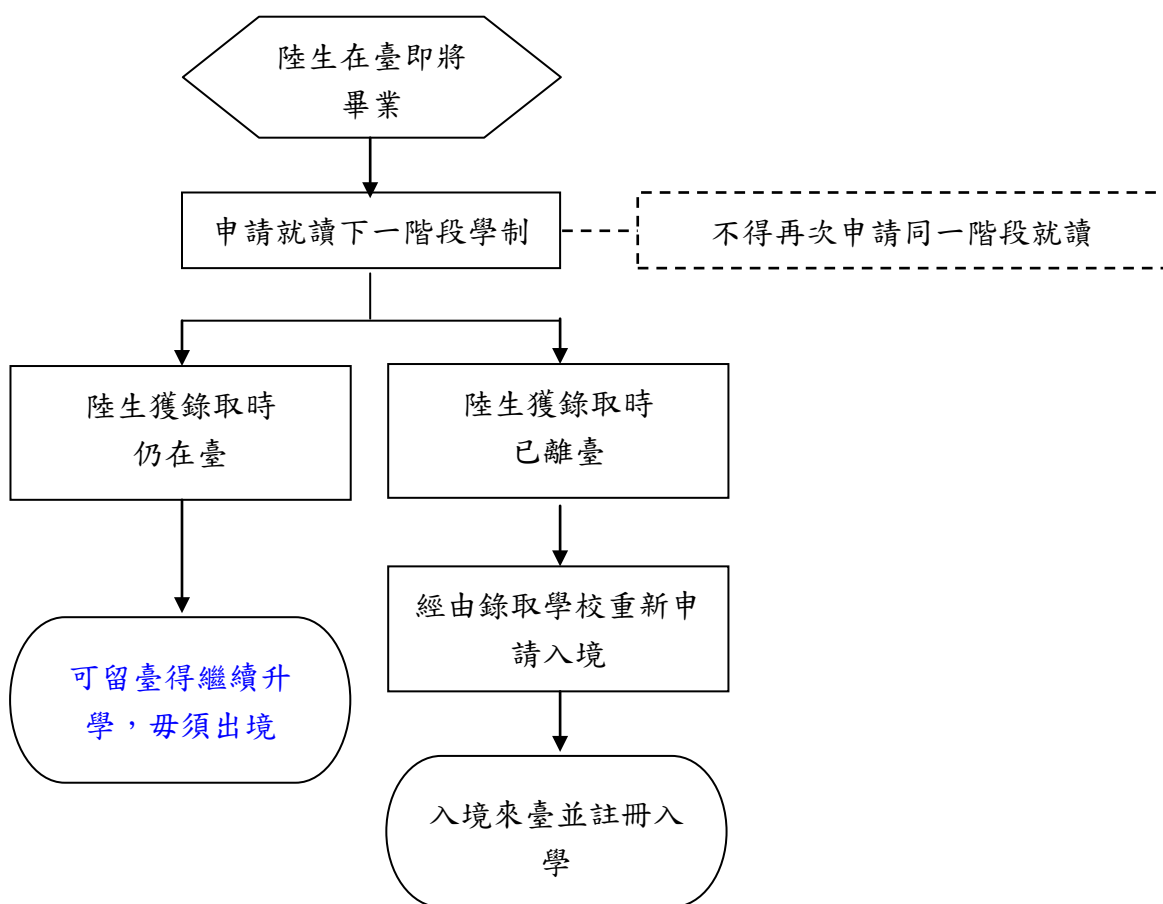 陸生在臺即將
畢業
申請就讀下一階段學制
不得再次申請同一階段就讀
陸生獲錄取時
仍在臺
陸生獲錄取時
已離臺
經由錄取學校重新申
請入境
可留臺得繼續升
學，毋須出境
入境來臺並註冊入
學